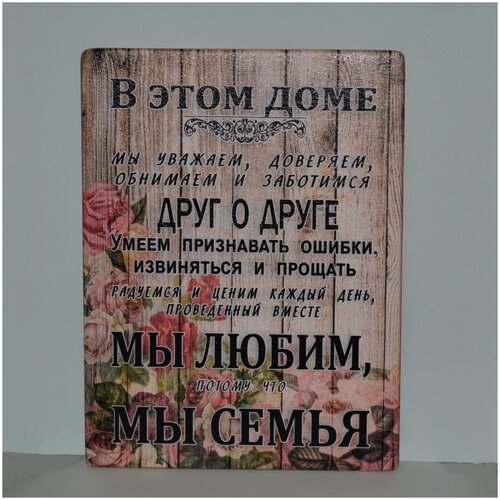 В ЭТОМ ДОМЕ
МЫ УВАЖАЕМ, ДОВЕРЯЕМ,
ОБНИМАЕМ И ЗАБОТИМСЯ
ДРУГ О ДРУГЕ
УМЕЕМ ПРИЗНАВАТЬ ОШИБКИ,
ИЗВИНЯТЬСЯ И ПРОЩАТЬ
РАДУЕМСЯ И ЦЕНИМ КАЖДЫЙ ДЕНЬ,
ПРОВЕДЕННЫЙ ВМЕСТЕ
МЫ ЛЮБИМ,
ПОТОМУ ЧТО
МЫ СЕМЬЯ